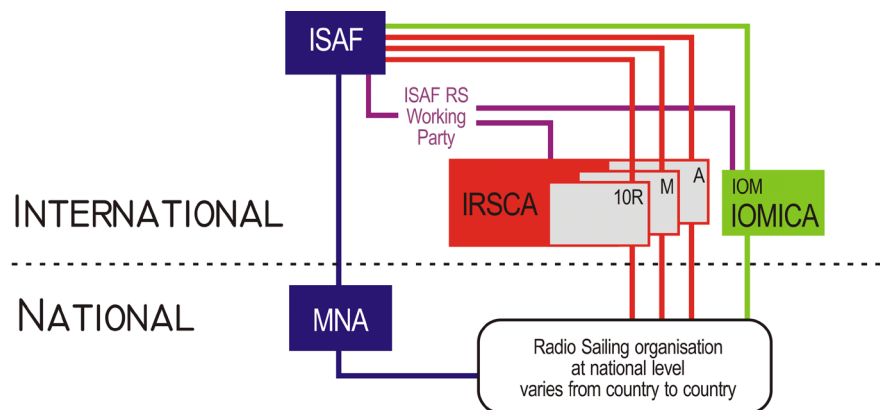 ISAF
ISAF RS
Working
Party
IRSCA
10R
M
A
IOM
IOMICA
INTERNATIONAL
NATIONAL
MNA
Radio Sailing organisation
at national level
varies from country to country